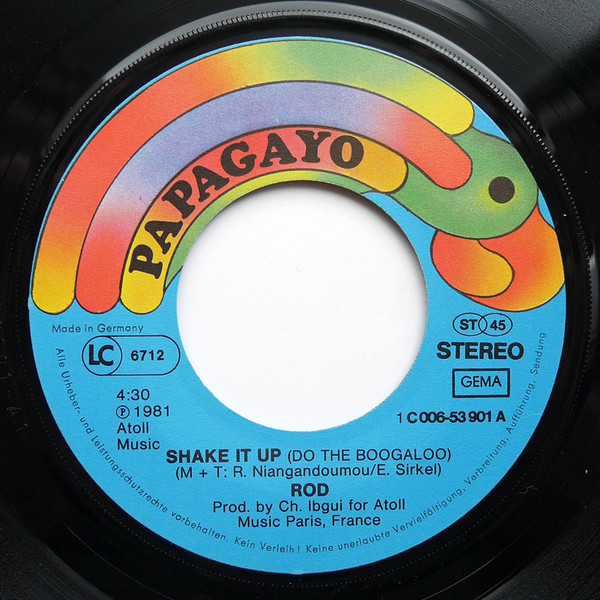 PAPAGAYO
Made in Germany
LC 6712
ST 45
STEREO
GEMA
4:30
℗ 1981
Atoll
Music
1 C 006-53 901 A
SHAKE IT UP (DO THE BOOGALOO)
(M + T: R. Niangandoumou/E. Sirkel)
ROD
Prod. by Ch. Ibgui for Atoll
Music Paris, France
Alle Urheber- und Leistungsschutzrechte vorbehalten. Kein Verleih! Keine unerlaubte Vervielfältigung, Verbreitung, Aufführung, Sendung